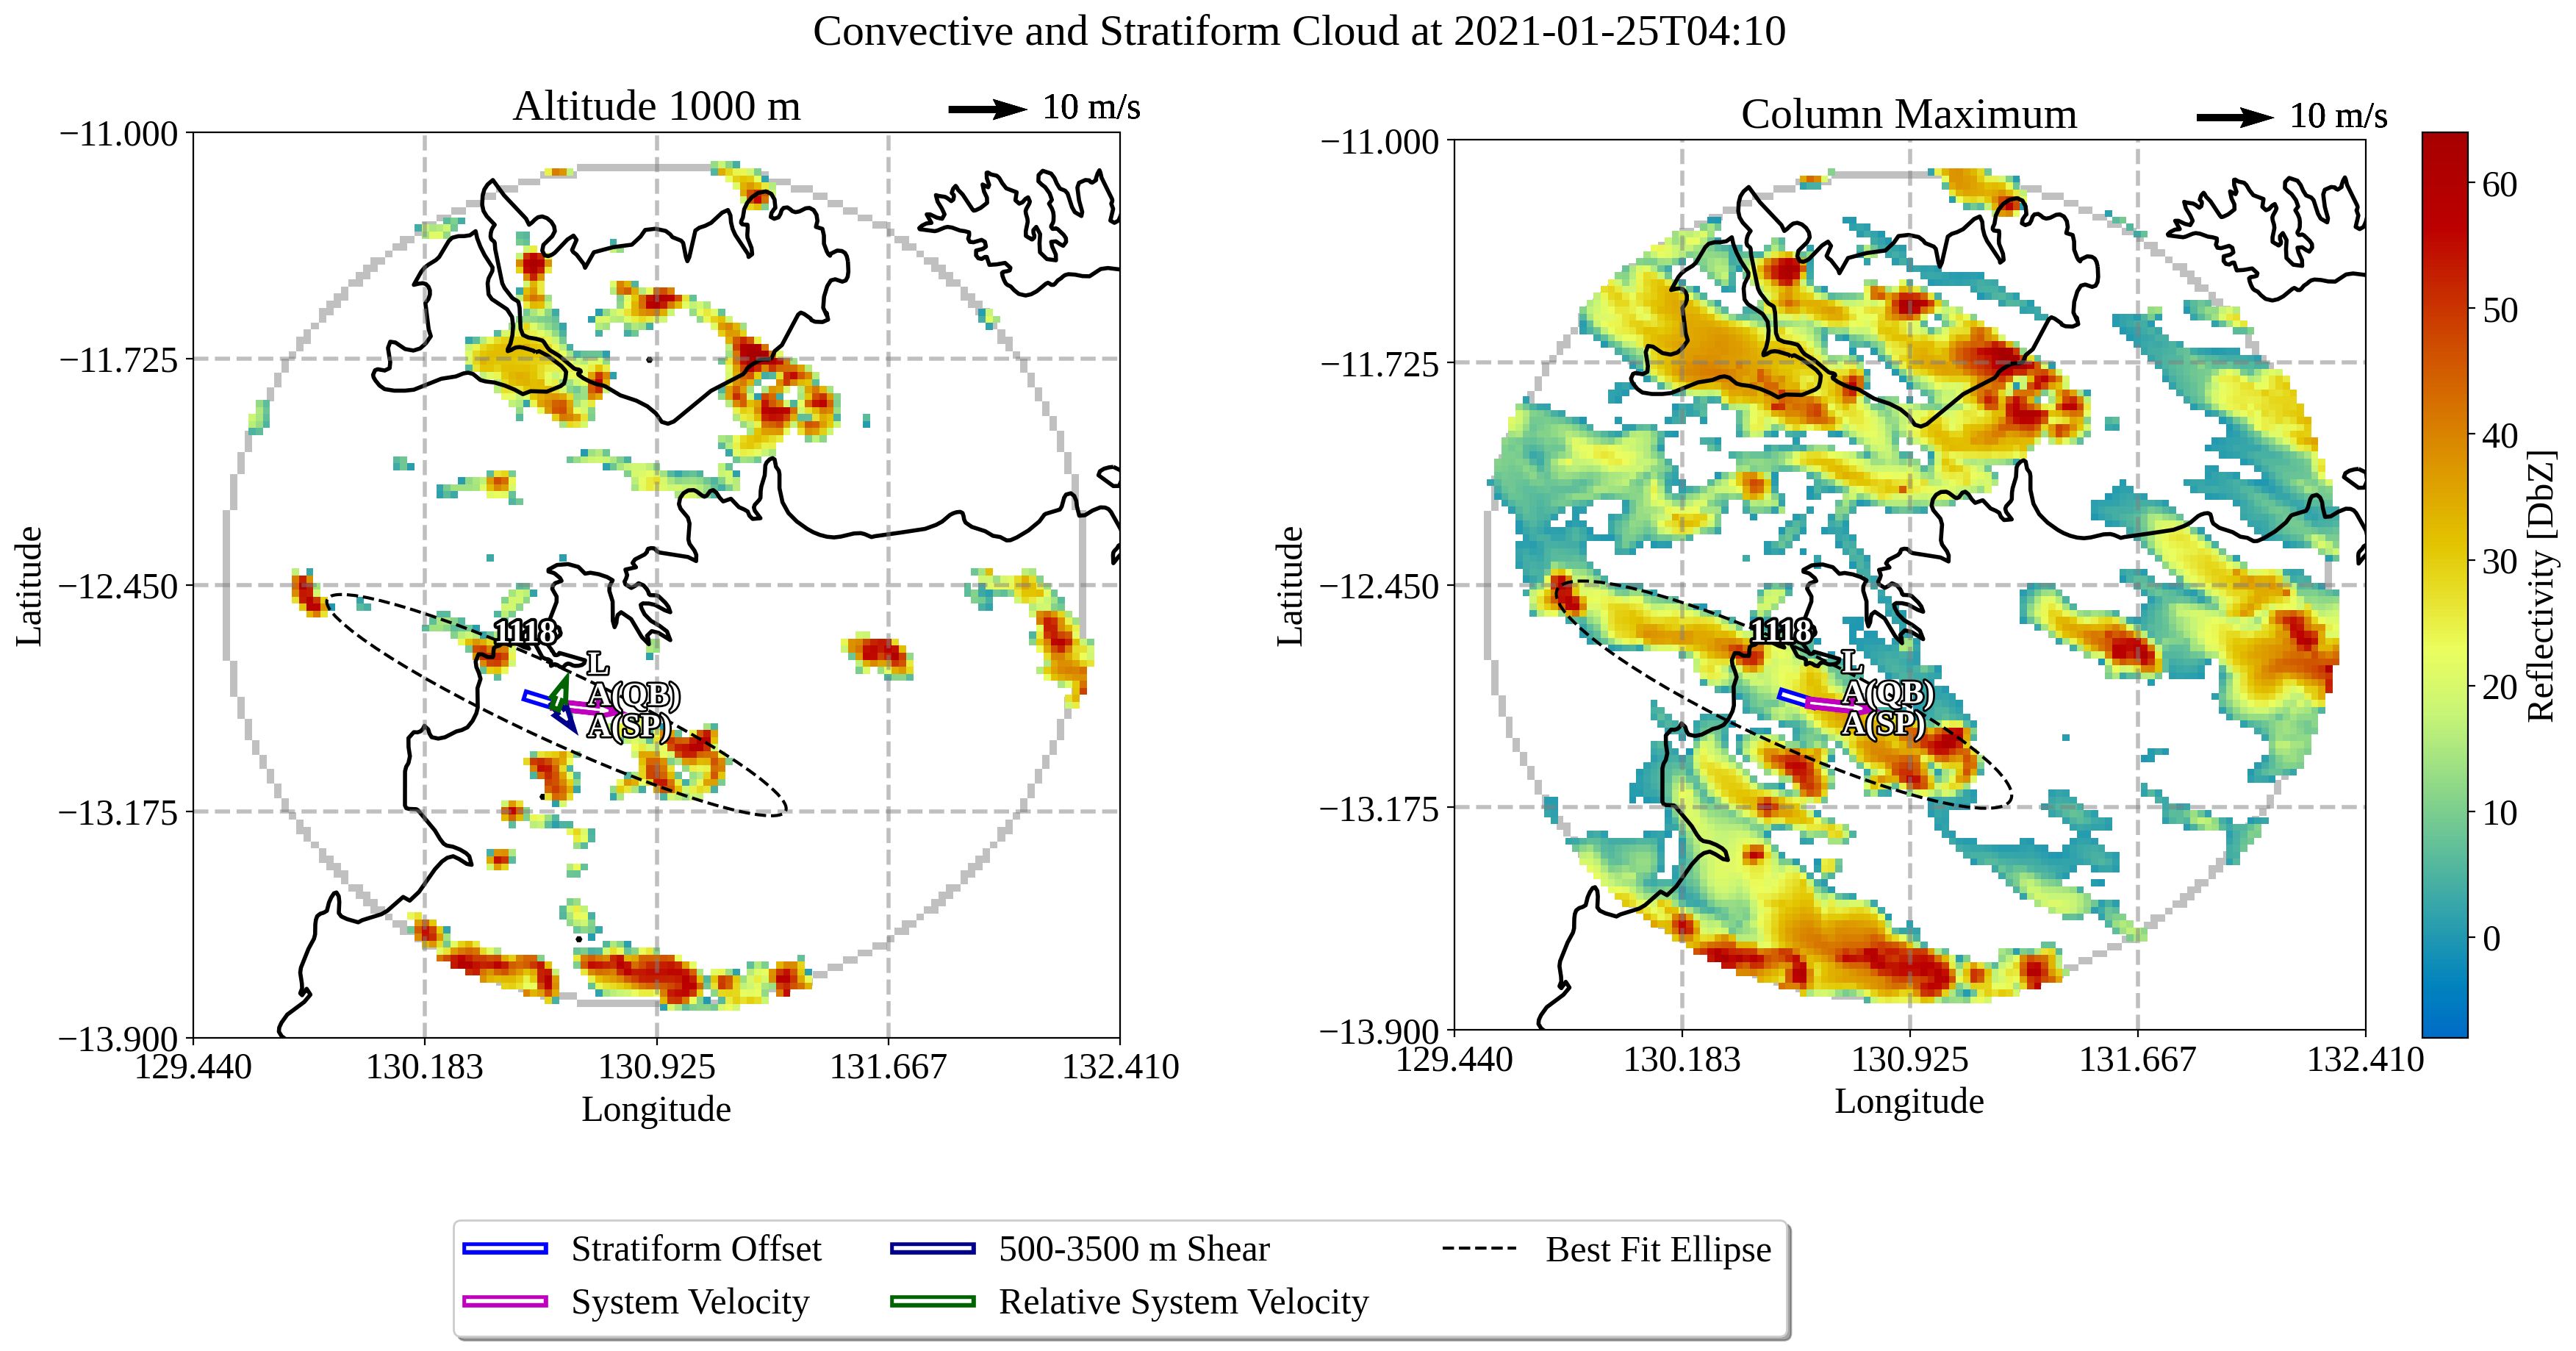 Convective and Stratiform Cloud at 2021-01-25T04:10
Altitude 1000 m
10 m/s
−11.000
−11.725
−12.450
−13.175
−13.900
Latitude
129.440
130.183
130.925
131.667
132.410
Longitude
1118
L
A(QB)
A(SP)
Column Maximum
10 m/s
−11.000
−11.725
−12.450
−13.175
−13.900
Latitude
129.440
130.183
130.925
131.667
132.410
Longitude
1118
L
A(QB)
A(SP)
60
50
40
30
20
10
0
Reflectivity [DbZ]
Stratiform Offset
System Velocity
500-3500 m Shear
Relative System Velocity
Best Fit Ellipse